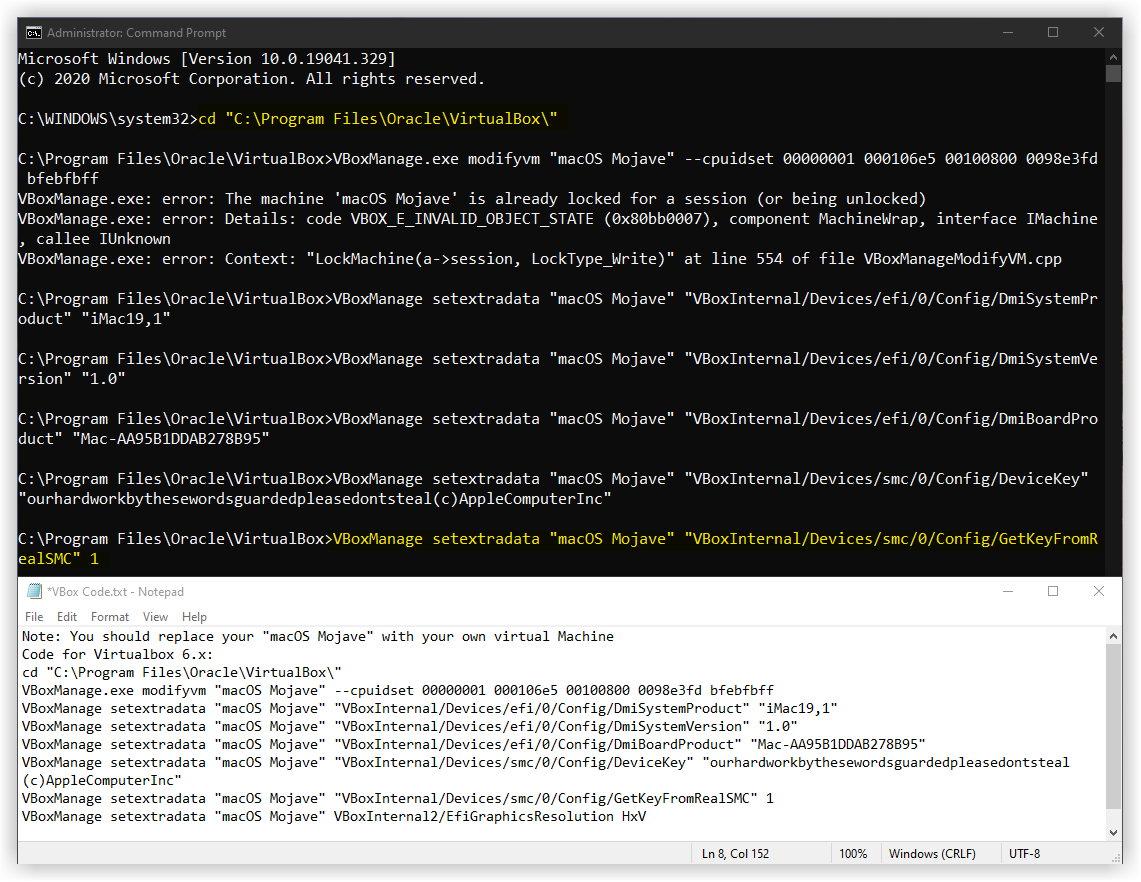 Administrator: Command Prompt
Microsoft Windows [Version 10.0.19041.329]
(c) 2020 Microsoft Corporation. All rights reserved.
C:\WINDOWS\system32>cd "C:\Program Files\Oracle\VirtualBox\"
C:\Program Files\Oracle\VirtualBox>VBoxManage.exe modifyvm "macOS Mojave" --cpuidset 00000001 000106e5 00100800 0098e3fd
 bfebfbff
VBoxManage.exe: error: The machine 'macOS Mojave' is already locked for a session (or being unlocked)
VBoxManage.exe: error: Details: code VBOX_E_INVALID_OBJECT_STATE (0x80bb0007), component MachineWrap, interface IMachine
, callee IUnknown
VBoxManage.exe: error: Context: "LockMachine(a->session, LockType_Write)" at line 554 of file VBoxManageModifyVM.cpp
C:\Program Files\Oracle\VirtualBox>VBoxManage setextradata "macOS Mojave" "VBoxInternal/Devices/efi/0/Config/DmiSystemPr
oduct" "iMac19,1"
C:\Program Files\Oracle\VirtualBox>VBoxManage setextradata "macOS Mojave" "VBoxInternal/Devices/efi/0/Config/DmiSystemVe
rsion" "1.0"
C:\Program Files\Oracle\VirtualBox>VBoxManage setextradata "macOS Mojave" "VBoxInternal/Devices/efi/0/Config/DmiBoardPro
duct" "Mac-AA95B1DDAB278B95"
C:\Program Files\Oracle\VirtualBox>VBoxManage setextradata "macOS Mojave" "VBoxInternal/Devices/smc/0/Config/DeviceKey"
"ourhardworkbythesewordsguardedpleasedontsteal(c)AppleComputerInc"
C:\Program Files\Oracle\VirtualBox>VBoxManage setextradata "macOS Mojave" "VBoxInternal/Devices/smc/0/Config/GetKeyFromR
ealSMC" 1
*VBox Code.txt - Notepad
File Edit Format View Help
Note: You should replace your "macOS Mojave" with your own virtual Machine
Code for Virtualbox 6.x:
cd "C:\Program Files\Oracle\VirtualBox\"
VBoxManage.exe modifyvm "macOS Mojave" --cpuidset 00000001 000106e5 00100800 0098e3fd bfebfbff
VBoxManage setextradata "macOS Mojave" "VBoxInternal/Devices/efi/0/Config/DmiSystemProduct" "iMac19,1"
VBoxManage setextradata "macOS Mojave" "VBoxInternal/Devices/efi/0/Config/DmiSystemVersion" "1.0"
VBoxManage setextradata "macOS Mojave" "VBoxInternal/Devices/efi/0/Config/DmiBoardProduct" "Mac-AA95B1DDAB278B95"
VBoxManage setextradata "macOS Mojave" "VBoxInternal/Devices/smc/0/Config/DeviceKey" "ourhardworkbythesewordsguardedpleasedontsteal
(c)AppleComputerInc"
VBoxManage setextradata "macOS Mojave" "VBoxInternal/Devices/smc/0/Config/GetKeyFromRealSMC" 1
VBoxManage setextradata "macOS Mojave" VBoxInternal2/EfiGraphicsResolution HxV
Ln 8, Col 152 100% Windows (CRLF) UTF-8